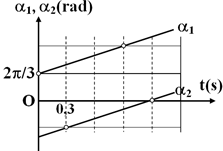 α₁, α₂(rad)
α₁
2π/3
t(s)
O
0.3
α₂